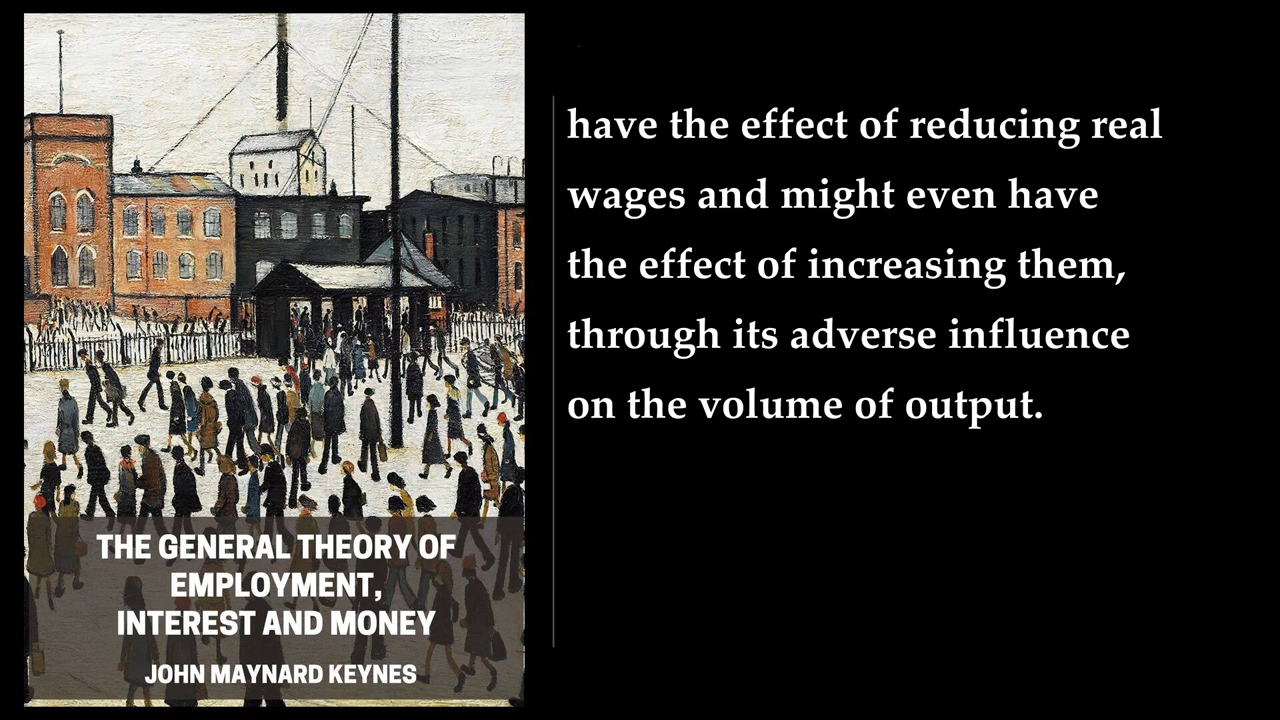 have the effect of reducing real
wages and might even have
the effect of increasing them,
through its adverse influence
on the volume of output.
THE GENERAL THEORY OF
EMPLOYMENT,
INTEREST AND MONEY
JOHN MAYNARD KEYNES